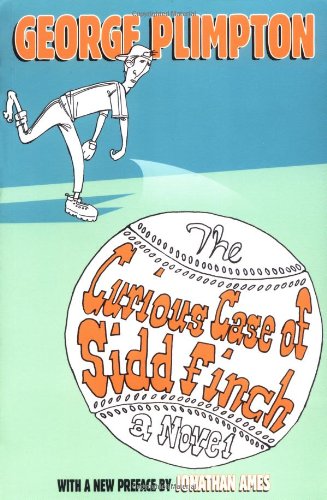 GEORGE PLIMPTON
The
Curious Case of
Sidd Finch
a Novel
WITH A NEW PREFACE BY JONATHAN AMES